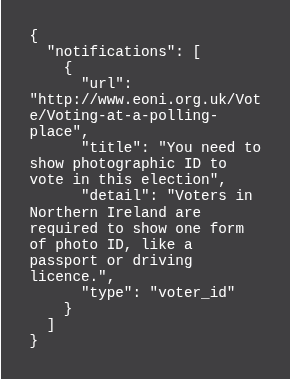 {
  "notifications": [
    {
      "url":
"http://www.eoni.org.uk/Vot
e/Voting-at-a-polling-
place",
      "title": "You need to
show photographic ID to
vote in this election",
      "detail": "Voters in
Northern Ireland are
required to show one form
of photo ID, like a
passport or driving
licence.",
      "type": "voter_id"
    }
  ]
}